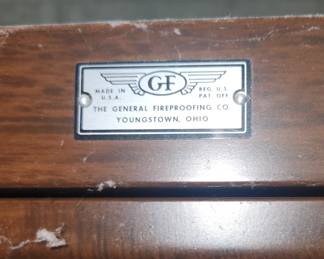 GF
MADE IN
U.S.A.
REG. U.S.
PAT. OFF.
THE GENERAL FIREPROOFING CO.
YOUNGSTOWN, OHIO